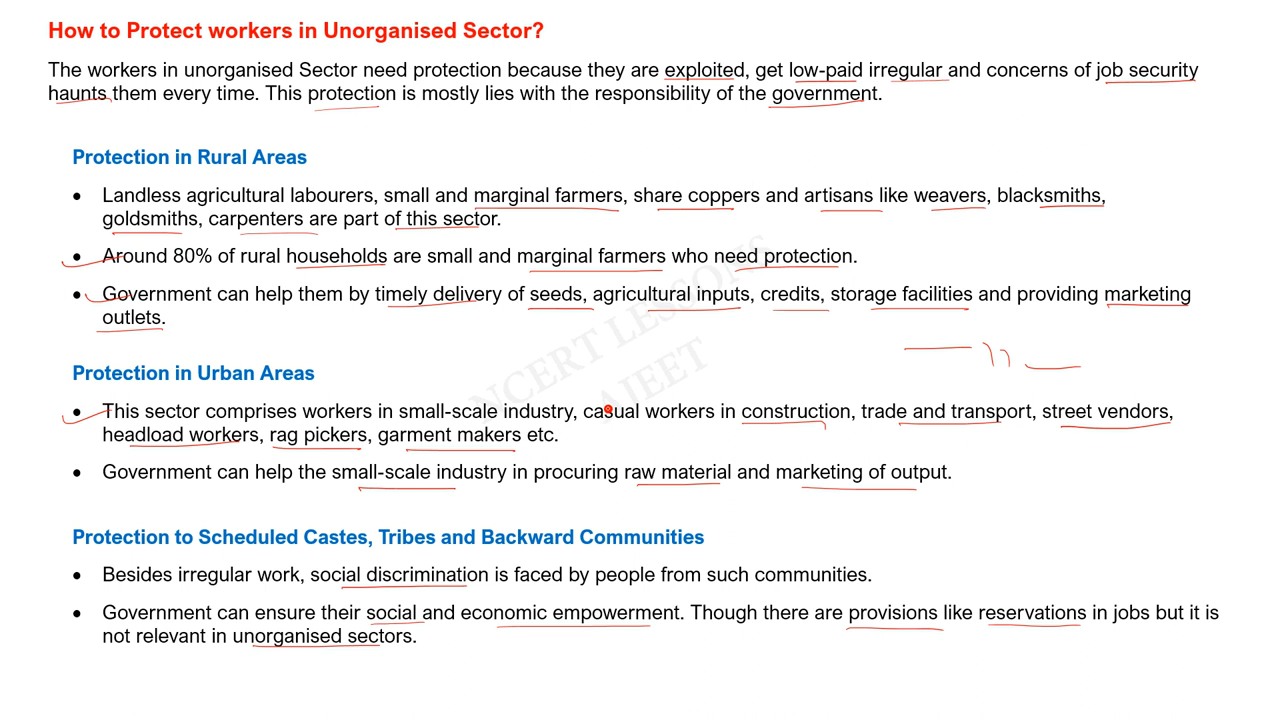 How to Protect workers in Unorganised Sector?
The workers in unorganised Sector need protection because they are exploited, get low-paid irregular and concerns of job security
haunts them every time. This protection is mostly lies with the responsibility of the government.
Protection in Rural Areas
• Landless agricultural labourers, small and marginal farmers, share coppers and artisans like weavers, blacksmiths,
goldsmiths, carpenters are part of this sector.
• Around 80% of rural households are small and marginal farmers who need protection.
• Government can help them by timely delivery of seeds, agricultural inputs, credits, storage facilities and providing marketing
outlets.
Protection in Urban Areas
• This sector comprises workers in small-scale industry, casual workers in construction, trade and transport, street vendors,
headload workers, rag pickers, garment makers etc.
• Government can help the small-scale industry in procuring raw material and marketing of output.
Protection to Scheduled Castes, Tribes and Backward Communities
• Besides irregular work, social discrimination is faced by people from such communities.
• Government can ensure their social and economic empowerment. Though there are provisions like reservations in jobs but it is
not relevant in unorganised sectors.
NCERT LESSONS
AJEET